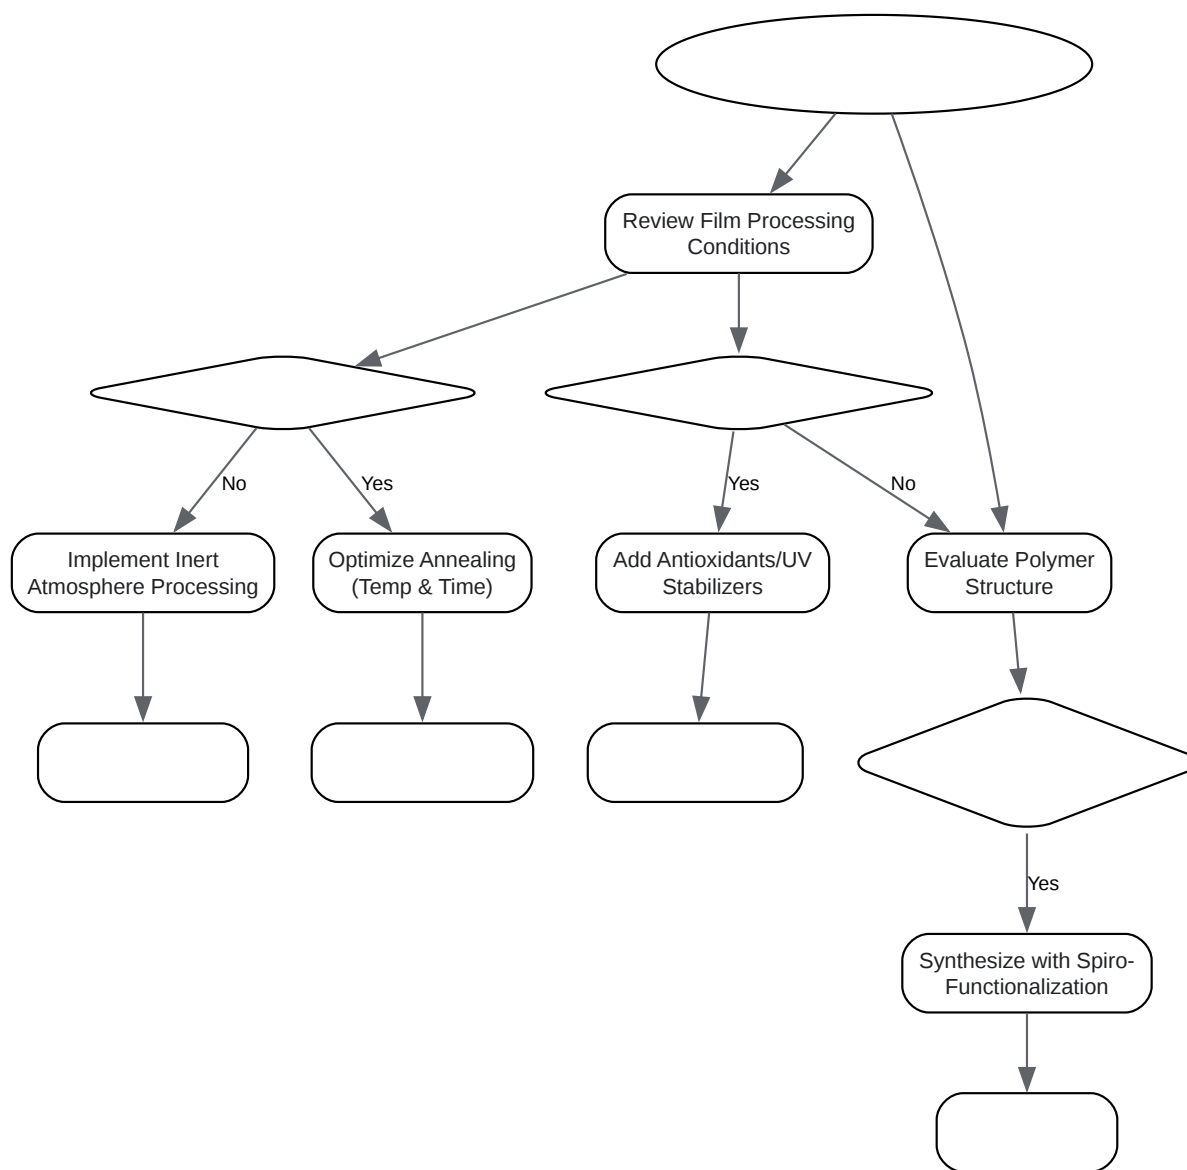 Review Film Processing
Conditions
No
Yes
Yes
No
Implement Inert
Atmosphere Processing
Optimize Annealing
(Temp & Time)
Add Antioxidants/UV
Stabilizers
Evaluate Polymer
Structure
Yes
Synthesize with Spiro-
Functionalization